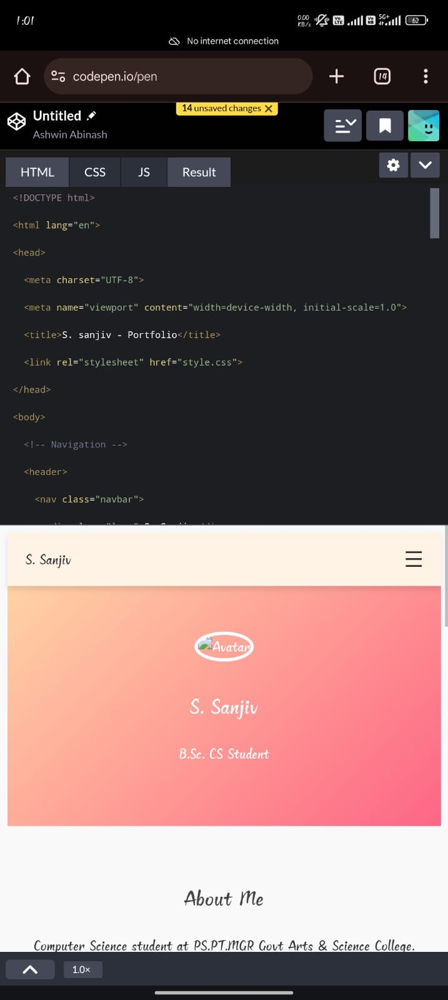 1:01
0.00 KB/s Vo LTE Vo NR 5G+ 62
No internet connection
codepen.io/pen
14
14 unsaved changes
Untitled
Ashwin Abinash
HTML CSS JS Result
<!DOCTYPE html>
<html lang="en">
<head>
<meta charset="UTF-8">
<meta name="viewport" content="width=device-width, initial-scale=1.0">
<title>S. sanjiv - Portfolio</title>
<link rel="stylesheet" href="style.css">
</head>
<body>
<!-- Navigation -->
<header>
<nav class="navbar">
S. Sanjiv
Avatar
S. Sanjiv
B.Sc. CS Student
About Me
Computer Science student at PS.PT.MGR Govt Arts & Science College.
1.0×